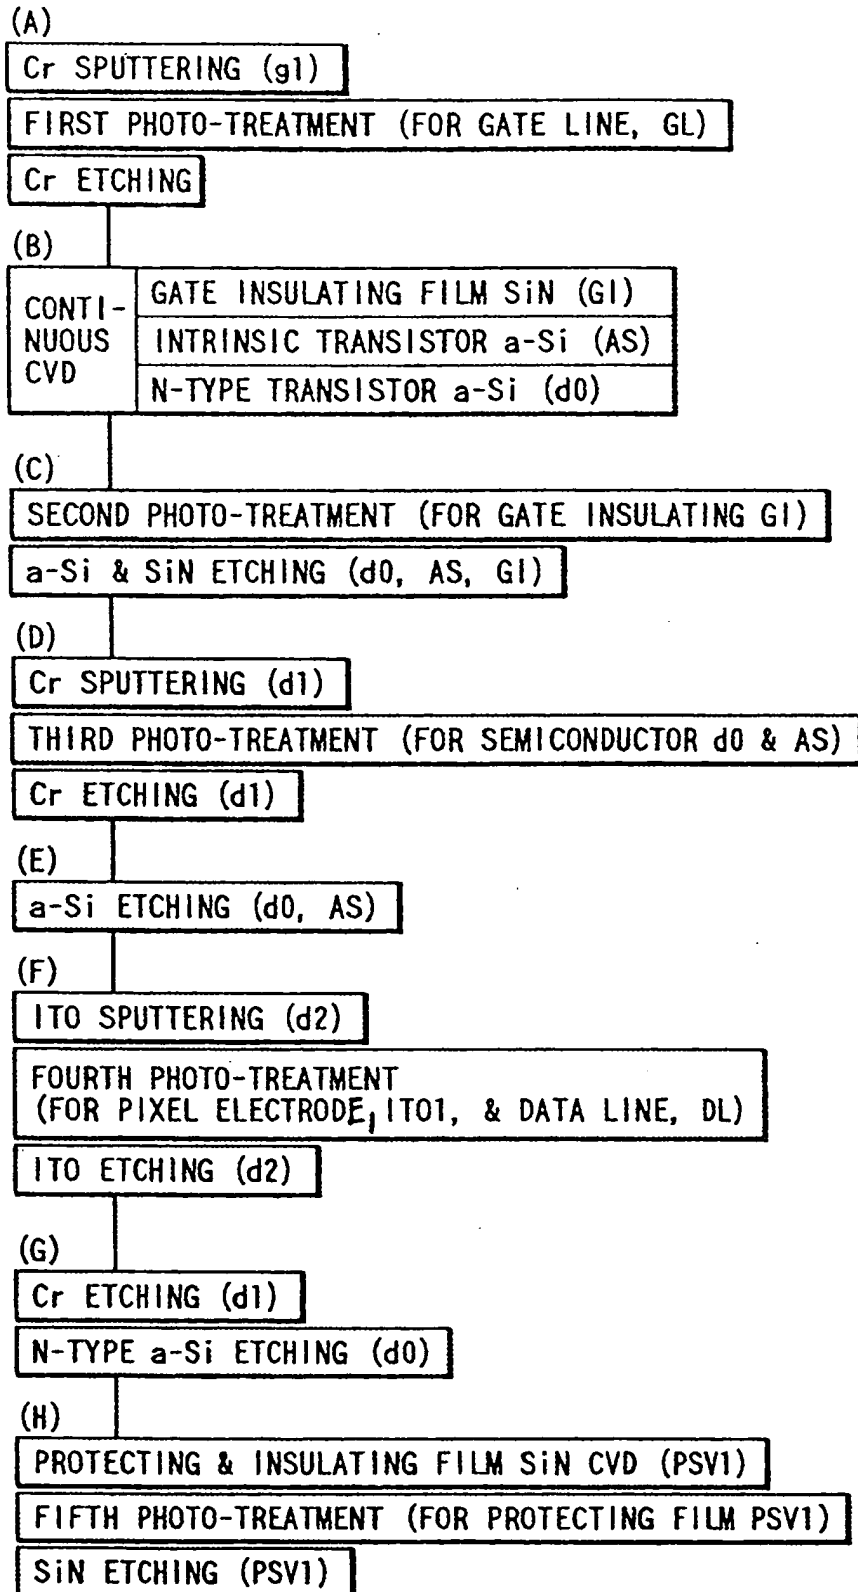 (A)
Cr SPUTTERING (g1)
FIRST PHOTO-TREATMENT (FOR GATE LINE, GL)
Cr ETCHING
(B)
CONTI-
NUOUS
CVD
GATE INSULATING FILM SiN (GI)
INTRINSIC TRANSISTOR a-Si (AS)
N-TYPE TRANSISTOR a-Si (d0)
(C)
SECOND PHOTO-TREATMENT (FOR GATE INSULATING GI)
a-Si & SiN ETCHING (d0, AS, GI)
(D)
Cr SPUTTERING (d1)
THIRD PHOTO-TREATMENT (FOR SEMICONDUCTOR d0 & AS)
Cr ETCHING (d1)
(E)
a-Si ETCHING (d0, AS)
(F)
ITO SPUTTERING (d2)
FOURTH PHOTO-TREATMENT
(FOR PIXEL ELECTRODE, ITO1, & DATA LINE, DL)
ITO ETCHING (d2)
(G)
Cr ETCHING (d1)
N-TYPE a-Si ETCHING (d0)
(H)
PROTECTING & INSULATING FILM SiN CVD (PSV1)
FIFTH PHOTO-TREATMENT (FOR PROTECTING FILM PSV1)
SiN ETCHING (PSV1)